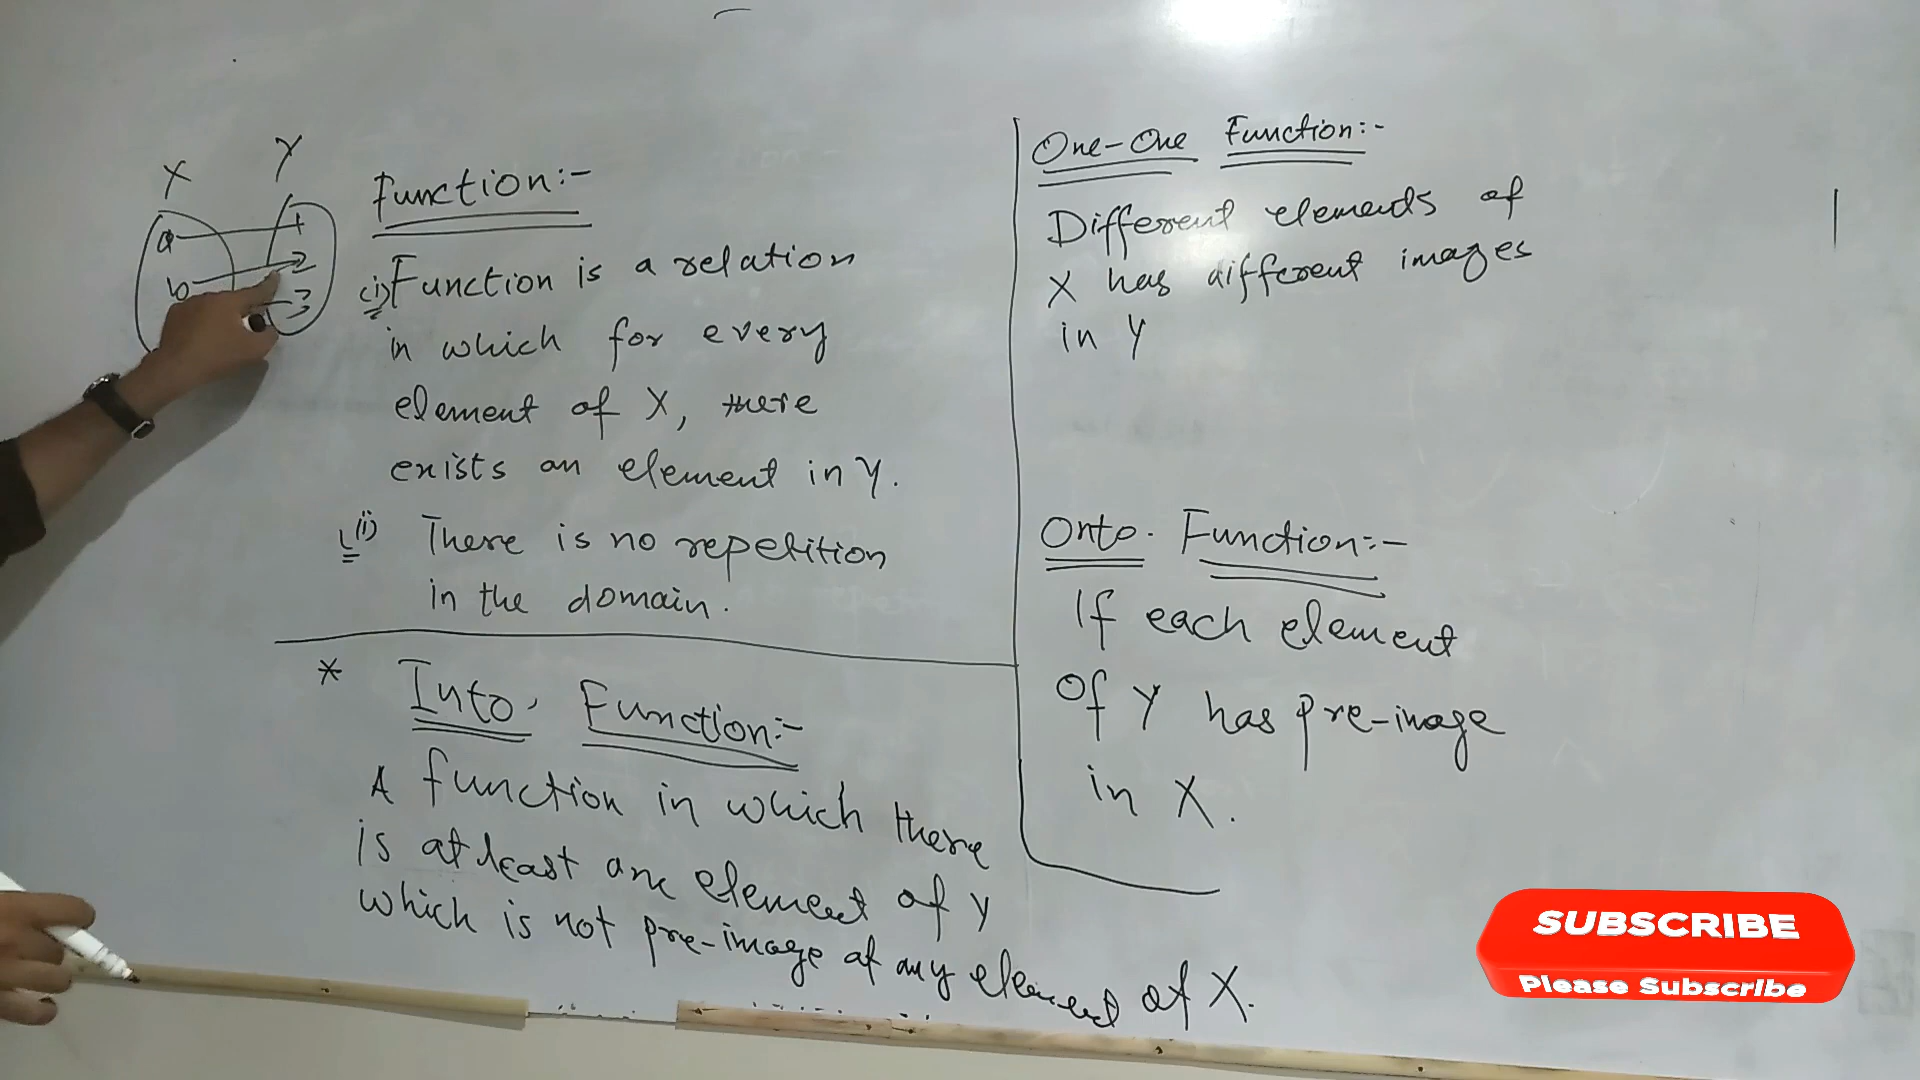 X Y
a 1
b 2
3
Function:-
(i) Function is a relation
in which for every
element of X, there
exists an element in Y.
(ii) There is no repetition
in the domain.
* Into Function:-
A function in which there
is at least one element of Y
which is not pre-image of any element of X.
One-One Function:-
Different elements of
X has different images
in Y
Onto Function:-
If each element
of Y has pre-image
in X.
SUBSCRIBE
Please Subscribe